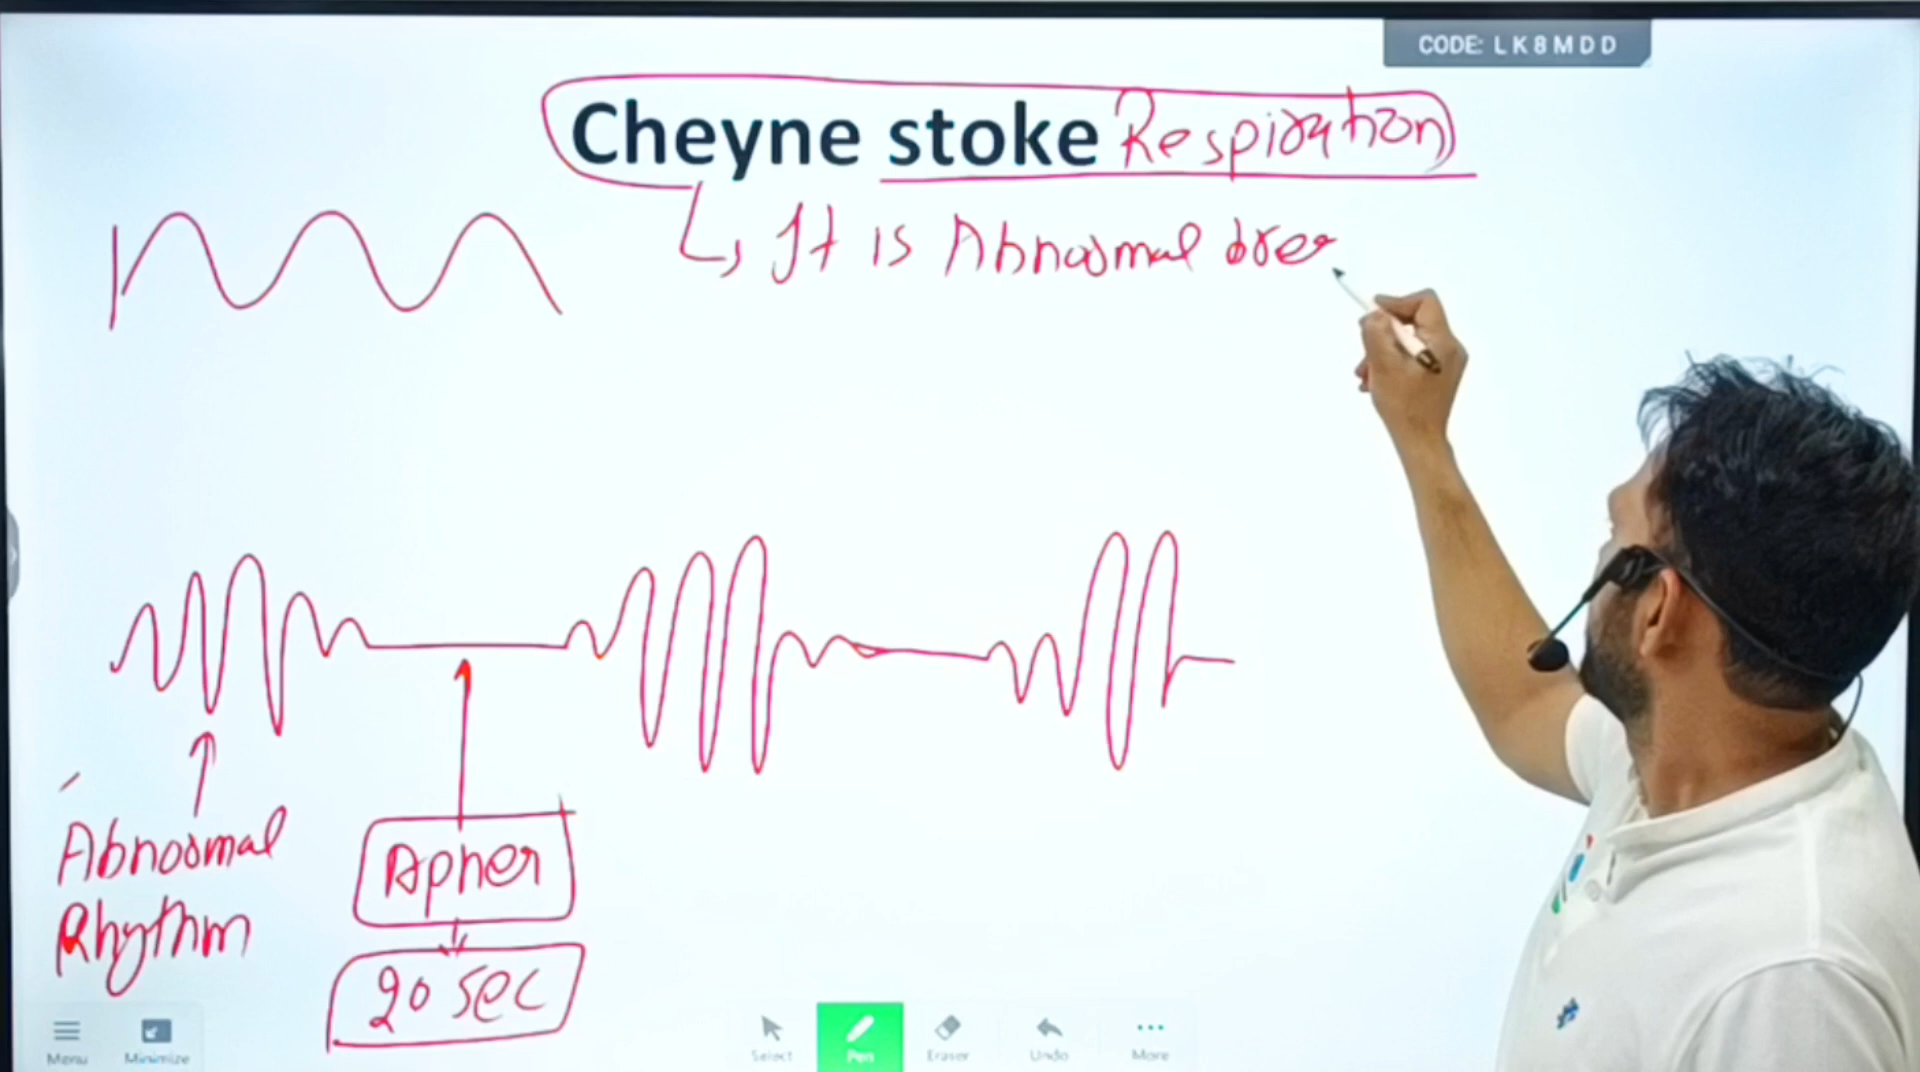 CODE: LK8MDD
Cheyne stoke Respiration
It is Abnormal brea
Abnormal
Rhythm
Apnea
20 sec
Menu
Minimize
Select
Pen
Eraser
Undo
More